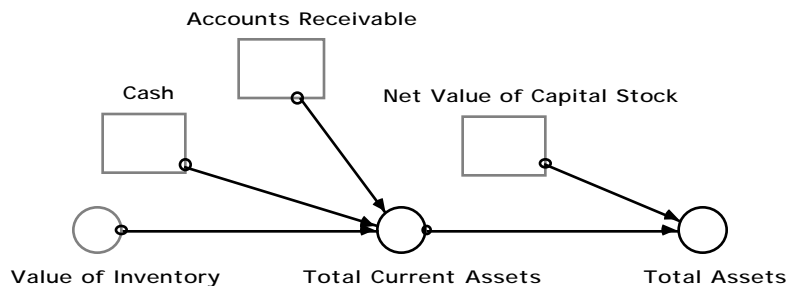 Accounts Receivable
Cash
Net Value of Capital Stock
Value of Inventory
Total Current Assets
Total Assets